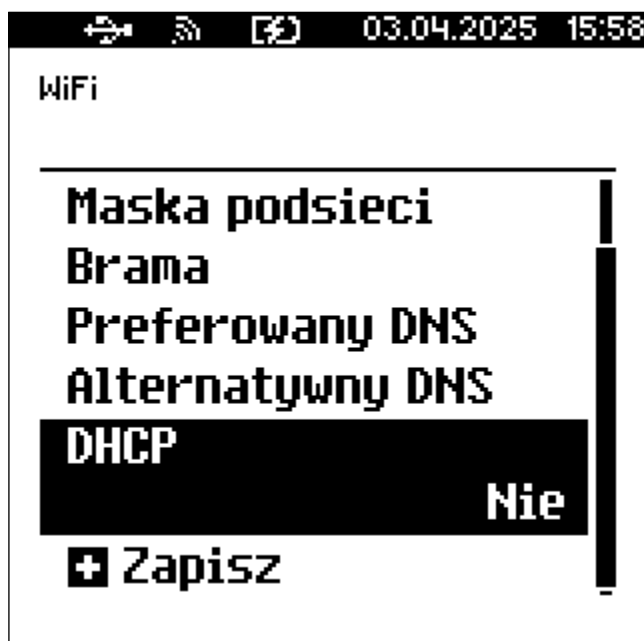 03.04.2025 15:58
WiFi
Maska podsieci
Brama
Preferowany DNS
Alternatywny DNS
DHCP
Nie
Zapisz